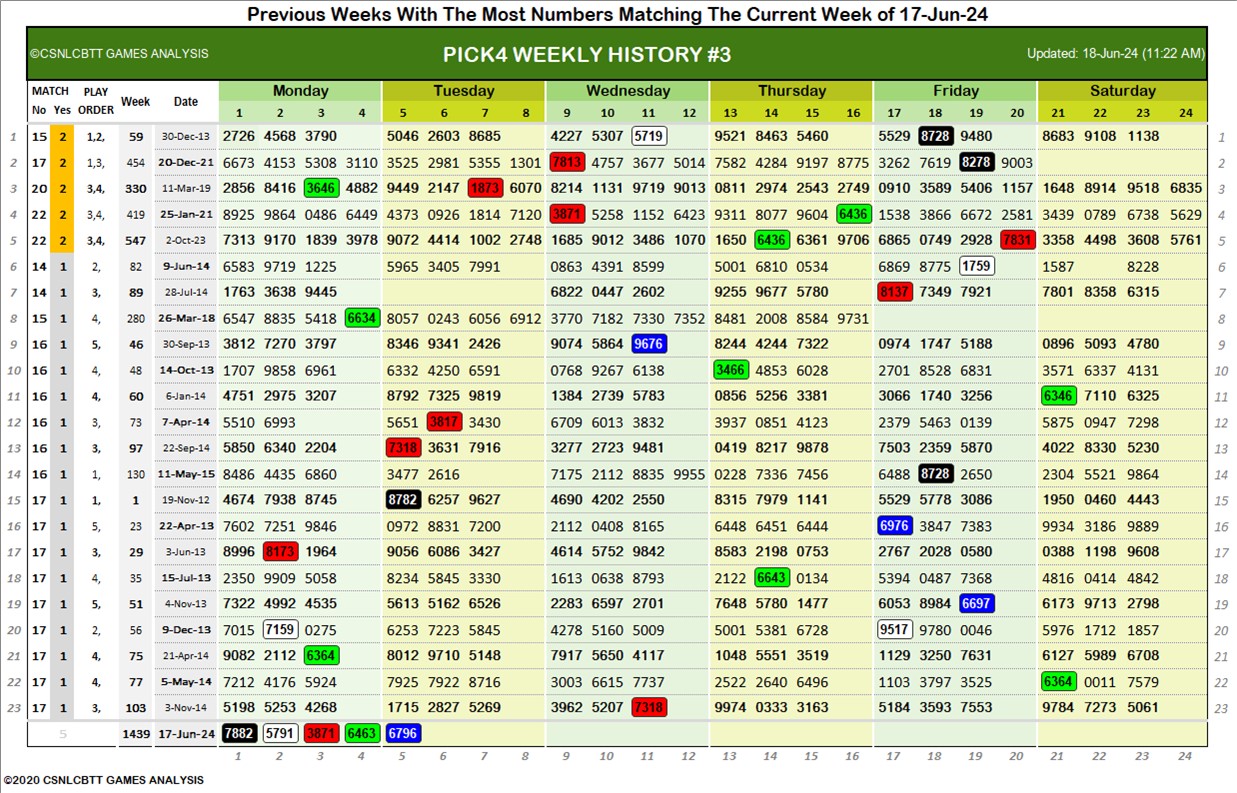 Previous Weeks With The Most Numbers Matching The Current Week of 17-Jun-24
©CSNLCBTT GAMES ANALYSIS PICK4 WEEKLY HISTORY #3 Updated: 18-Jun-24 (11:22 AM)
MATCH PLAY Week Date Monday Tuesday Wednesday Thursday Friday Saturday
No Yes ORDER 1 2 3 4 5 6 7 8 9 10 11 12 13 14 15 16 17 18 19 20 21 22 23 24
1 15 2 1,2, 59 30-Dec-13 2726 4568 3790 5046 2603 8685 4227 5307 5719 9521 8463 5460 5529 8728 9480 8683 9108 1138 1
2 17 2 1,3, 454 20-Dec-21 6673 4153 5308 3110 3525 2981 5355 1301 7813 4757 3677 5014 7582 4284 9197 8775 3262 7619 8278 9003 2
3 20 2 3,4, 330 11-Mar-19 2856 8416 3646 4882 9449 2147 1873 6070 8214 1131 9719 9013 0811 2974 2543 2749 0910 3589 5406 1157 1648 8914 9518 6835 3
4 22 2 3,4, 419 25-Jan-21 8925 9864 0486 6449 4373 0926 1814 7120 3871 5258 1152 6423 9311 8077 9604 6436 1538 3866 6672 2581 3439 0789 6738 5629 4
5 22 2 3,4, 547 2-Oct-23 7313 9170 1838 3978 9072 4414 1002 2748 1685 9012 3486 1070 1650 6436 6361 9706 6865 0749 2928 7831 3358 4498 3608 5761 5
6 14 1 2, 82 9-Jun-14 6583 9719 1225 5965 3405 7991 0863 4391 8599 5001 6810 0534 6869 8775 1759 1587 8228 6
7 14 1 3, 89 28-Jul-14 1763 3638 9445 6822 0447 2602 9255 9677 5780 8137 7349 7921 7801 8358 6315 7
8 15 1 4, 280 26-Mar-18 6547 8835 5418 6634 8057 0243 6056 6912 3770 7182 7330 7352 8481 2008 8584 9731 8
9 16 1 5, 46 30-Sep-13 3812 7270 3797 8346 9341 2426 9074 5864 9676 8244 4244 7322 0974 1747 5188 0896 5093 4780 9
10 16 1 4, 48 14-Oct-13 1707 9858 6961 6332 4250 6591 0768 9267 6138 3466 4853 6028 2701 8528 6831 3571 6337 4131 10
11 16 1 4, 60 6-Jan-14 4751 2975 3207 8792 7325 9819 1384 2739 5783 0856 5256 3381 3066 1740 3256 6346 7110 6325 11
12 16 1 3, 73 7-Apr-14 5510 6993 5651 3817 3430 6709 6013 3832 3937 0851 4123 2379 5463 0139 5875 0947 7298 12
13 16 1 3, 97 22-Sep-14 5850 6340 2204 7318 3631 7916 3277 2723 9481 0419 8217 9878 7503 2359 5870 4022 8330 5230 13
14 16 1 1, 130 11-May-15 8486 4435 6860 3477 2616 7175 2112 8835 9955 0228 7336 7456 6488 8728 2650 2304 5521 9864 14
15 17 1 1, 1 19-Nov-12 4674 7938 8745 8782 6257 9627 4690 4202 2550 8315 7979 1141 5529 5778 3086 1950 0460 4443 15
16 17 1 5, 23 22-Apr-13 7602 7251 9846 0972 8831 7200 2112 0408 8165 6448 6451 6444 6976 3847 7383 9934 3186 9889 16
17 17 1 3, 29 3-Jun-13 8996 8173 1964 9056 6086 3427 4614 5752 9842 8583 2198 0753 2767 2028 0580 0388 1198 9608 17
18 17 1 4, 35 15-Jul-13 2350 9909 5058 8234 5845 3330 1613 0638 8793 2122 6643 0134 5394 0487 7368 4816 0414 4842 18
19 17 1 5, 51 4-Nov-13 7322 4992 4535 5613 5162 6526 2283 6597 2701 7648 5780 1477 6053 8984 6697 6173 9713 2798 19
20 17 1 2, 56 9-Dec-13 7015 7159 0275 6253 7223 5845 4278 5160 5009 5001 5381 6728 9517 9780 0046 5976 1712 1857 20
21 17 1 4, 75 21-Apr-14 9082 2112 6364 8012 9710 5148 7917 5650 4117 1048 5551 3519 1129 3250 7631 6127 5989 6708 21
22 17 1 4, 77 5-May-14 7212 4176 5924 7925 7922 8716 3003 6615 7737 2522 2640 6496 1103 3797 3525 6364 0011 7579 22
23 17 1 3, 103 3-Nov-14 5198 5253 4268 1715 2827 5269 3962 5207 7318 9974 0333 3163 5184 3593 7553 9784 7273 5061 23
5 1439 17-Jun-24 7882 5791 3871 6463 6796
1 2 3 4 5 6 7 8 9 10 11 12 13 14 15 16 17 18 19 20 21 22 23 24
©2020 CSNLCBTT GAMES ANALYSIS